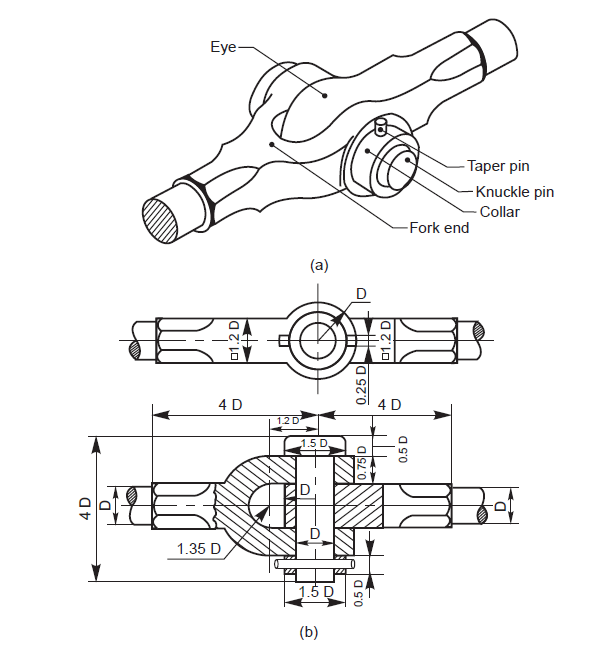 Eye
Taper pin
Knuckle pin
Collar
Fork end
(a)
D
□1.2 D
0.25 D
□1.2 D
4 D
4 D
1.2 D
1.5 D
0.75 D
0.5 D
4 D
D
D
D
D
1.35 D
1.5 D
0.5 D
(b)